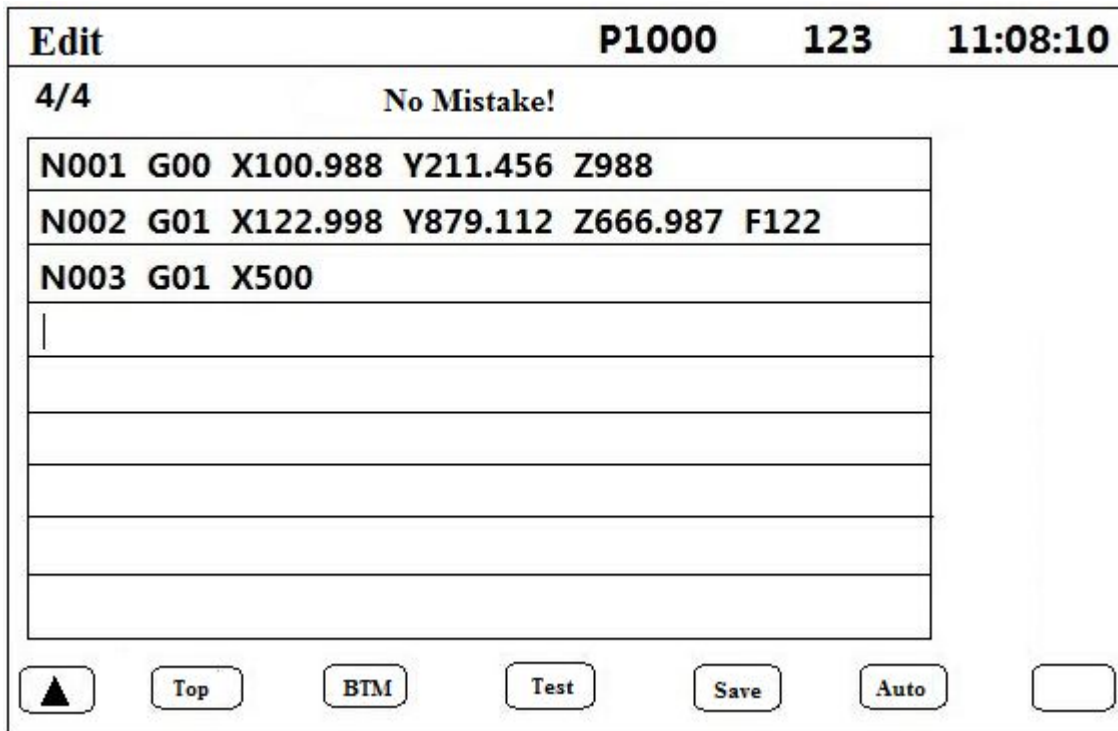 Edit P1000 123 11:08:10
4/4 No Mistake!
N001 G00 X100.988 Y211.456 Z988
N002 G01 X122.998 Y879.112 Z666.987 F122
N003 G01 X500
Top BTM Test Save Auto